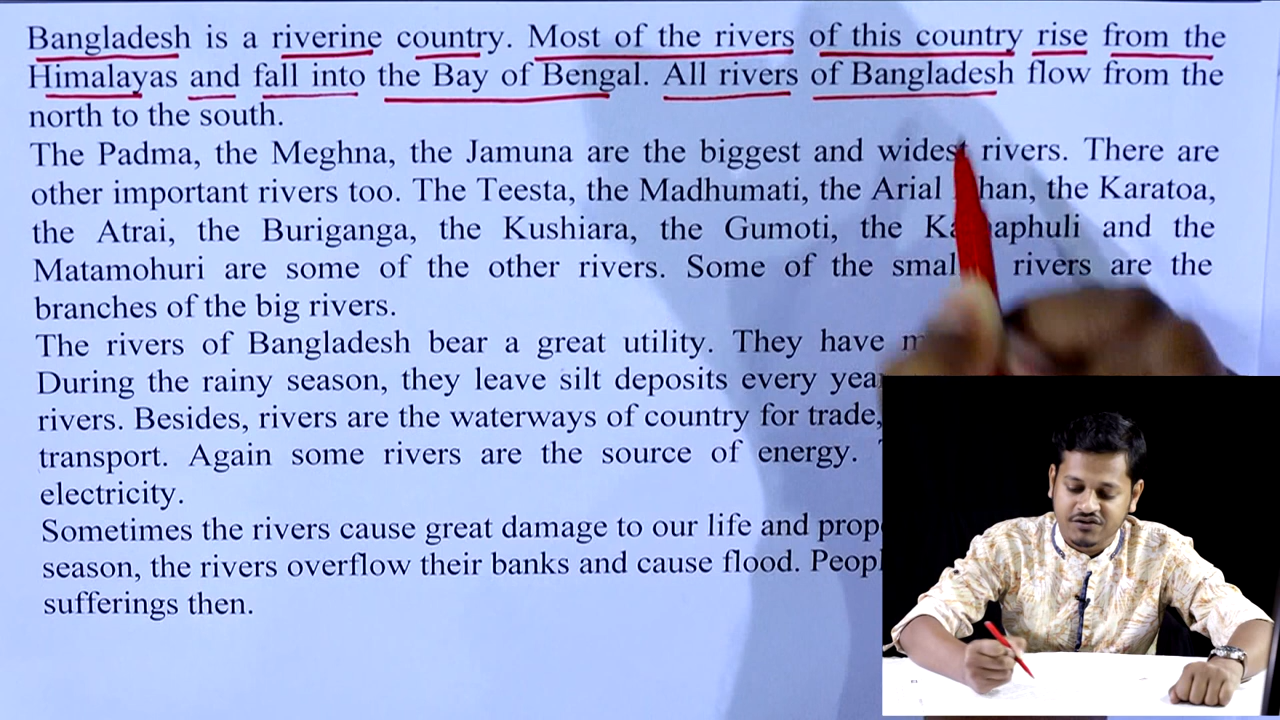 Bangladesh is a riverine country. Most of the rivers of this country rise from the
Himalayas and fall into the Bay of Bengal. All rivers of Bangladesh flow from the
north to the south.
The Padma, the Meghna, the Jamuna are the biggest and widest rivers. There are
other important rivers too. The Teesta, the Madhumati, the Arial the Karatoa,
the Atrai, the Buriganga, the Kushiara, the Gumoti, the and the
Matamohuri are some of the other rivers. Some of the rivers are the
branches of the big rivers.
The rivers of Bangladesh bear a great utility. They have
During the rainy season, they leave silt deposits every
rivers. Besides, rivers are the waterways of country for trade,
transport. Again some rivers are the source of energy.
electricity.
Sometimes the rivers cause great damage to our life and
season, the rivers overflow their banks and cause flood.
sufferings then.